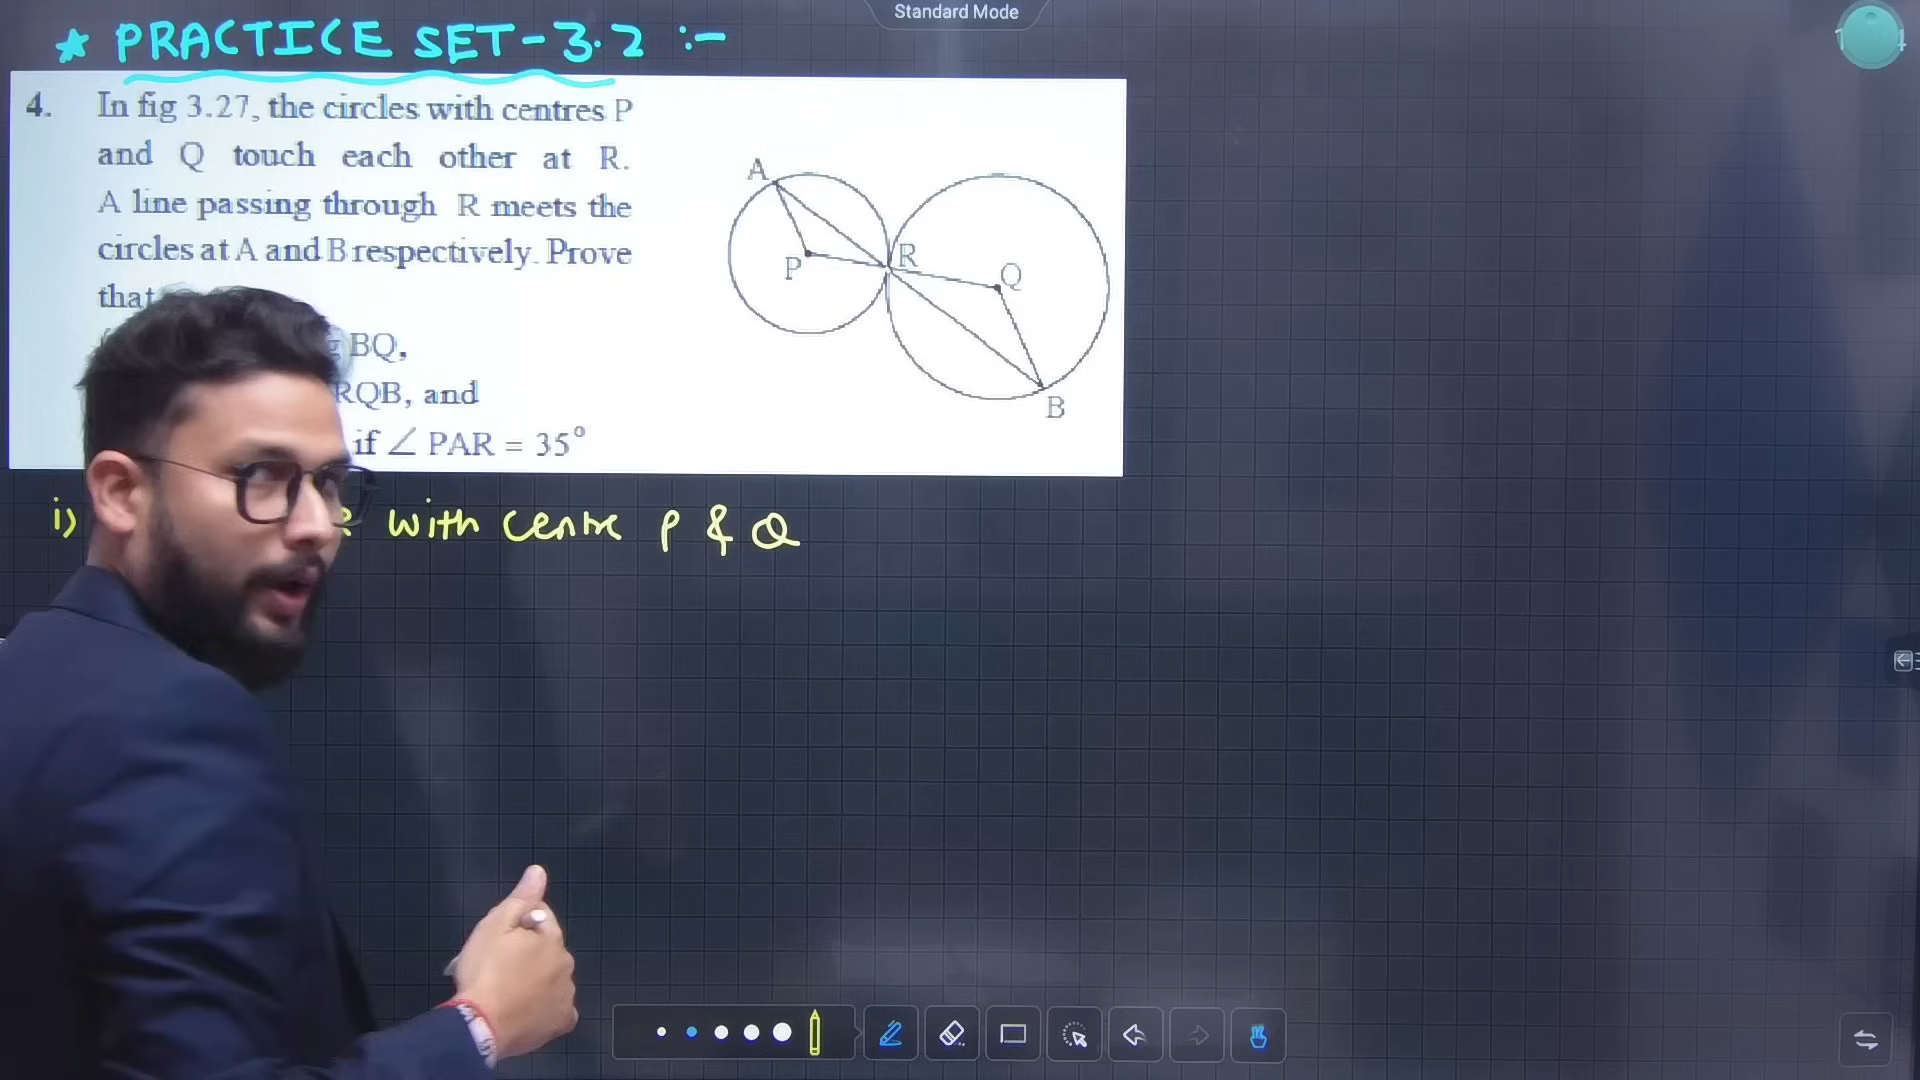 Standard Mode
★ PRACTICE SET-3.2 :-
4. In fig 3.27, the circles with centres P
and Q touch each other at R.
A line passing through R meets the
circles at A and B respectively. Prove
that
BQ,
RQB, and
if ∠ PAR = 35°
A
P
R
Q
B
i) with centre P & Q